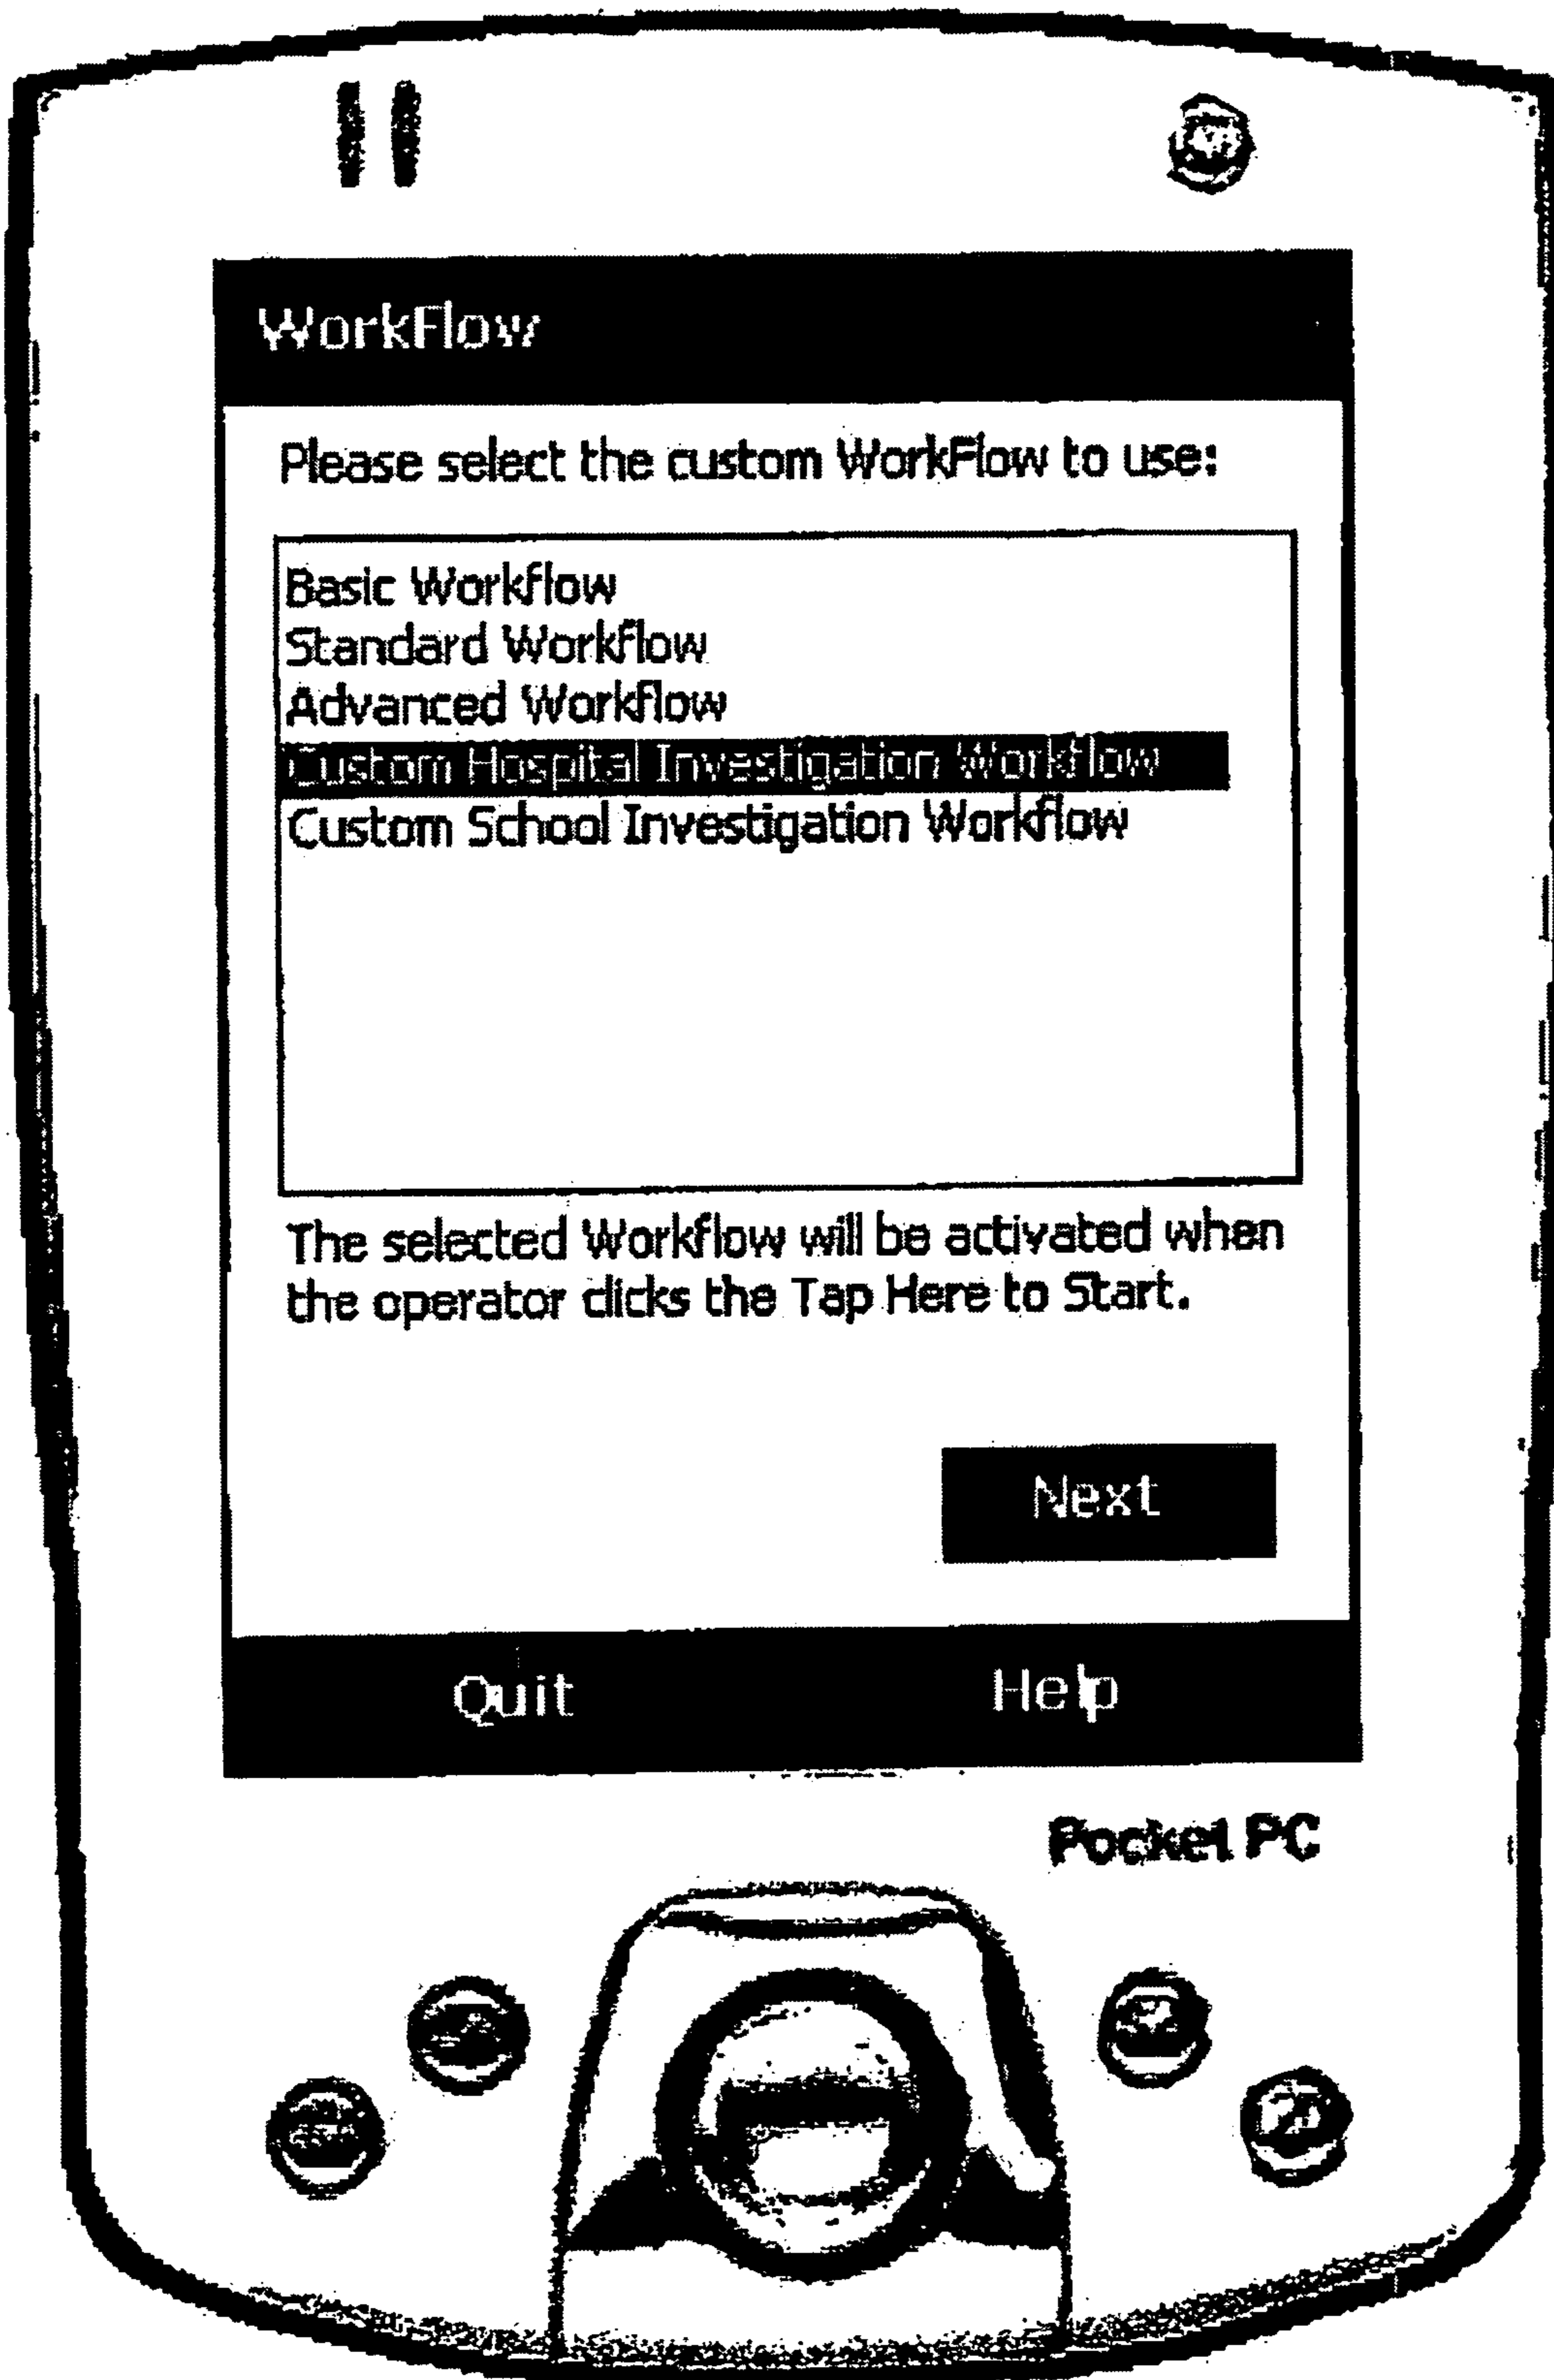 WorkFlow
Please select the custom WorkFlow to use:
Basic Workflow
Standard Workflow
Advanced Workflow
Custom Hospital Investigation Workflow
Custom School Investigation Workflow
The selected Workflow will be activated when
the operator clicks the Tap Here to Start.
Next
Quit Help
Pocket PC